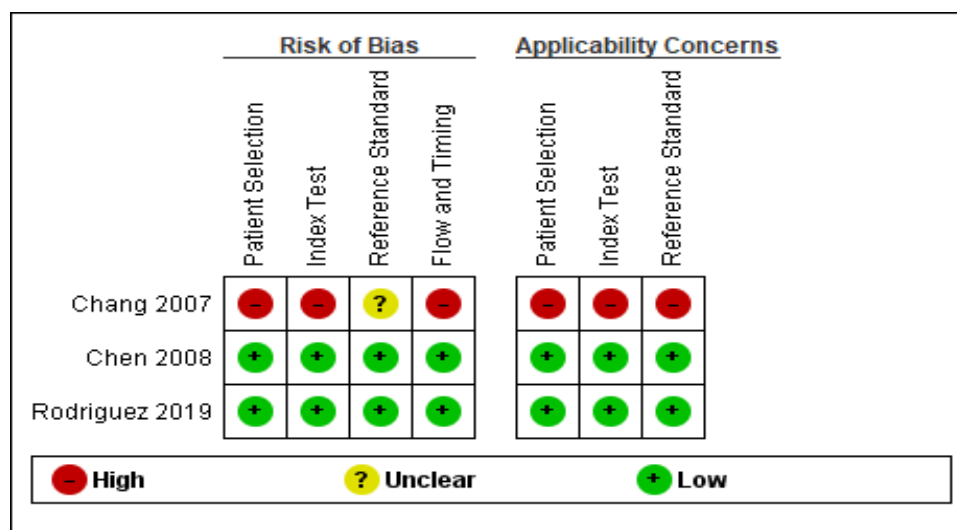 Risk of Bias
Applicability Concerns
Patient Selection
Index Test
Reference Standard
Flow and Timing
Patient Selection
Index Test
Reference Standard
Chang 2007 - - ? - - - -
Chen 2008 + + + + + + +
Rodriguez 2019 + + + + + + +
- High ? Unclear + Low